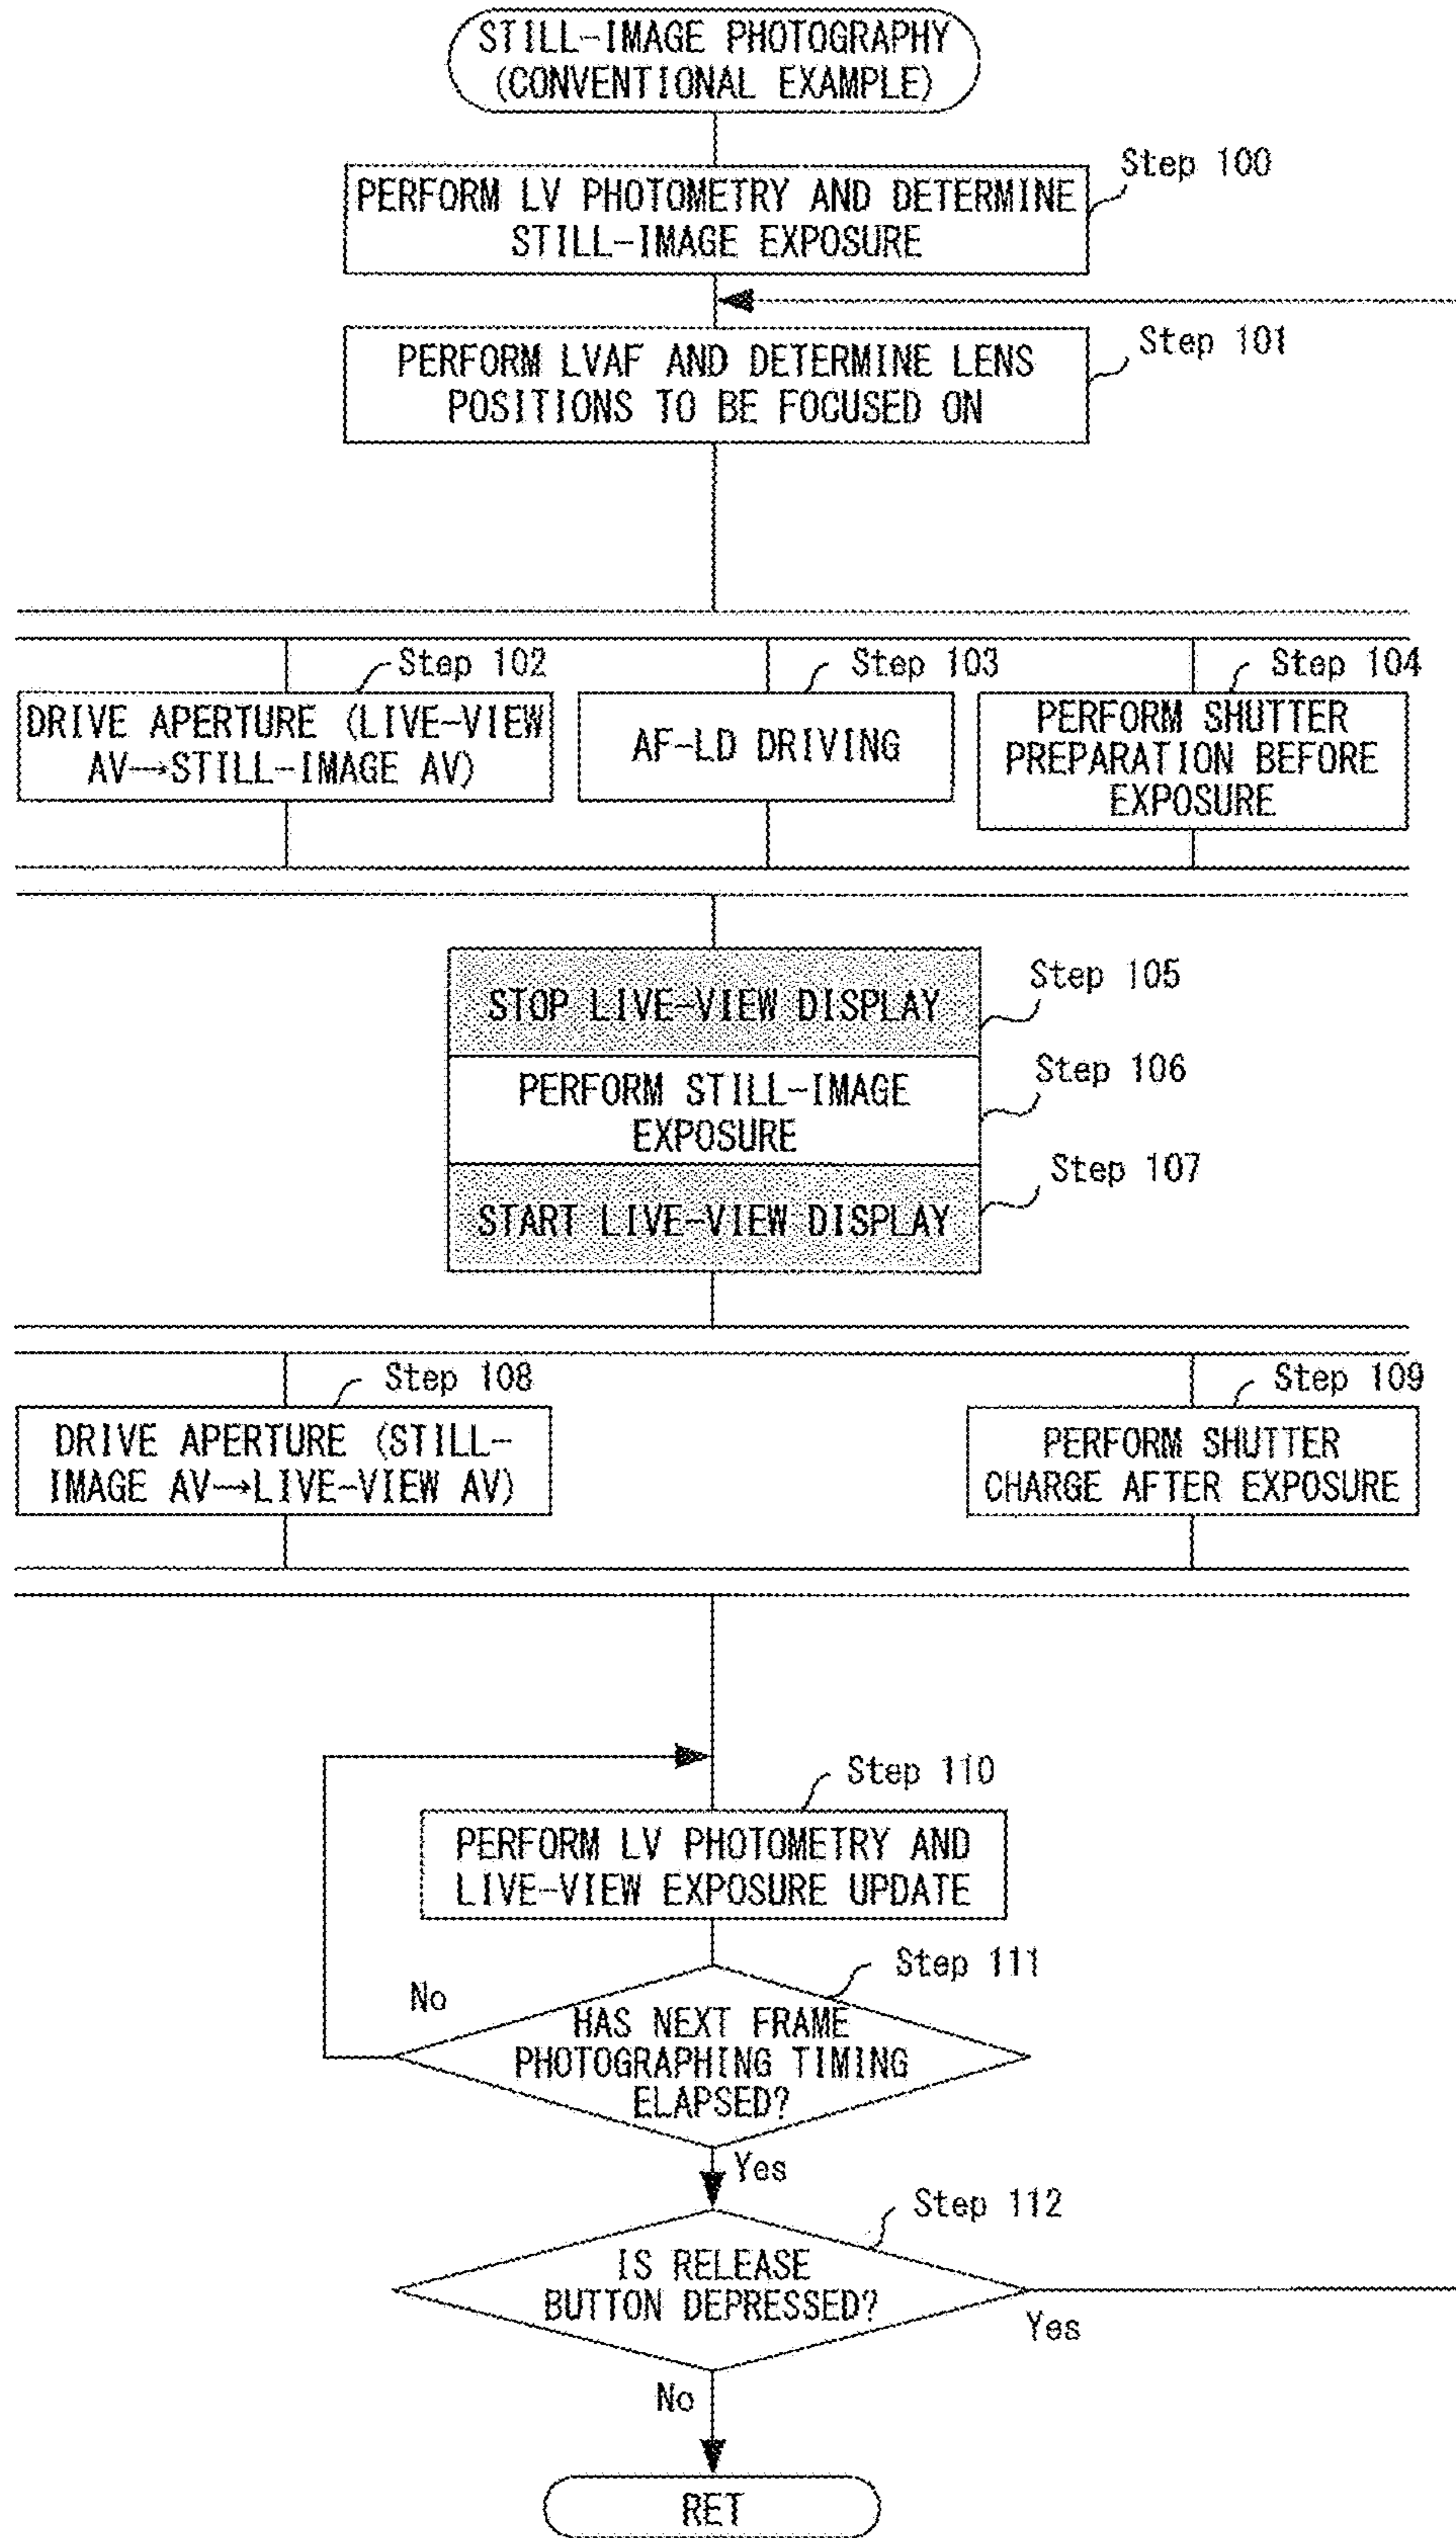 STILL-IMAGE PHOTOGRAPHY
(CONVENTIONAL EXAMPLE)
Step 100
PERFORM LV PHOTOMETRY AND DETERMINE
STILL-IMAGE EXPOSURE
Step 101
PERFORM LVAF AND DETERMINE LENS
POSITIONS TO BE FOCUSED ON
Step 102
DRIVE APERTURE (LIVE-VIEW
AV→STILL-IMAGE AV)
Step 103
AF-LD DRIVING
Step 104
PERFORM SHUTTER
PREPARATION BEFORE
EXPOSURE
Step 105
STOP LIVE-VIEW DISPLAY
Step 106
PERFORM STILL-IMAGE
EXPOSURE
Step 107
START LIVE-VIEW DISPLAY
Step 108
DRIVE APERTURE (STILL-
IMAGE AV→LIVE-VIEW AV)
Step 109
PERFORM SHUTTER
CHARGE AFTER EXPOSURE
Step 110
PERFORM LV PHOTOMETRY AND
LIVE-VIEW EXPOSURE UPDATE
Step 111
No
HAS NEXT FRAME
PHOTOGRAPHING TIMING
ELAPSED?
Yes
Step 112
IS RELEASE
BUTTON DEPRESSED?
Yes
No
RET